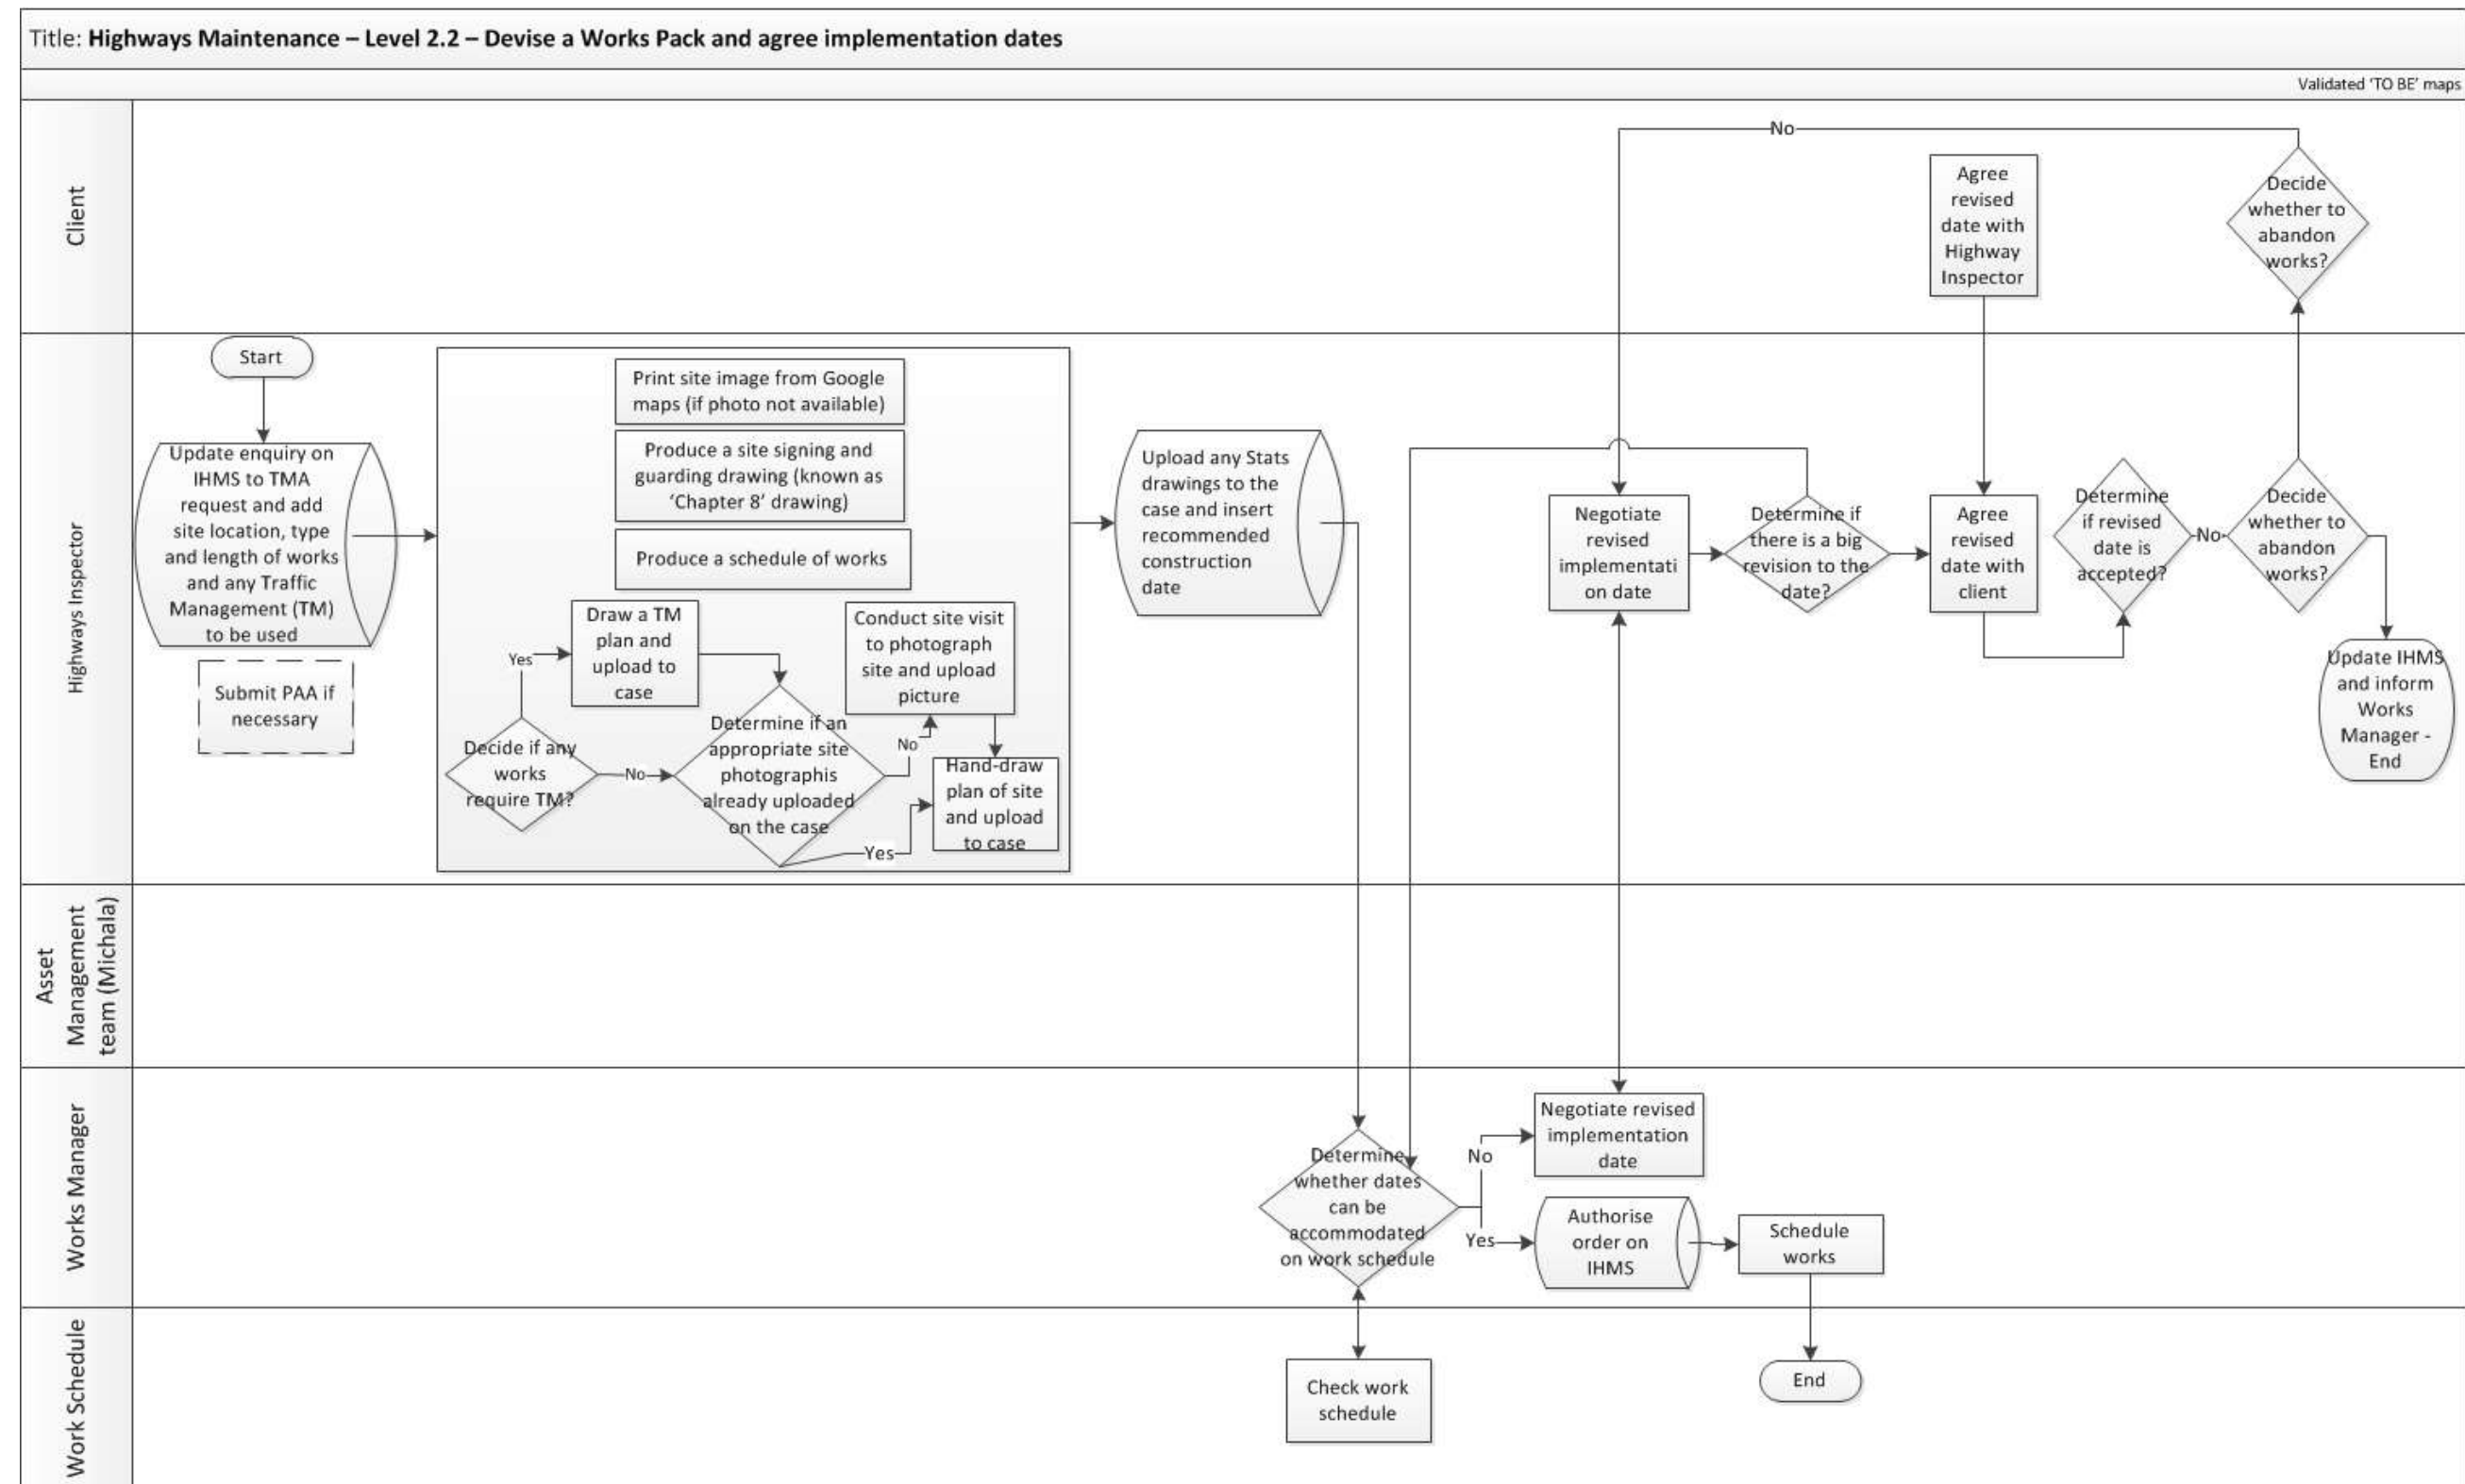 Title: Highways Maintenance – Level 2.2 – Devise a Works Pack and agree implementation dates
Validated ‘TO BE’ maps
Client
No
Agree
revised
date with
Highway
Inspector
Decide
whether to
abandon
works?
Highways Inspector
Start
Update enquiry on
IHMS to TMA
request and add
site location, type
and length of works
and any Traffic
Management (TM)
to be used
Submit PAA if
necessary
Print site image from Google
maps (if photo not available)
Produce a site signing and
guarding drawing (known as
‘Chapter 8’ drawing)
Produce a schedule of works
Decide if any
works
require TM?
Yes
No
Draw a TM
plan and
upload to
case
Determine if an
appropriate site
photographis
already uploaded
on the case
No
Yes
Conduct site visit
to photograph
site and upload
picture
Hand-draw
plan of site
and upload
to case
Upload any Stats
drawings to the
case and insert
recommended
construction
date
Negotiate
revised
implementati
on date
Determine if
there is a big
revision to the
date?
Agree
revised
date with
client
Determine
if revised
date is
accepted?
No
Decide
whether to
abandon
works?
Update IHMS
and inform
Works
Manager -
End
Asset
Management
team (Michala)
Works Manager
Determine
whether dates
can be
accommodated
on work schedule
No
Yes
Negotiate revised
implementation
date
Authorise
order on
IHMS
Schedule
works
Work Schedule
Check work
schedule
End